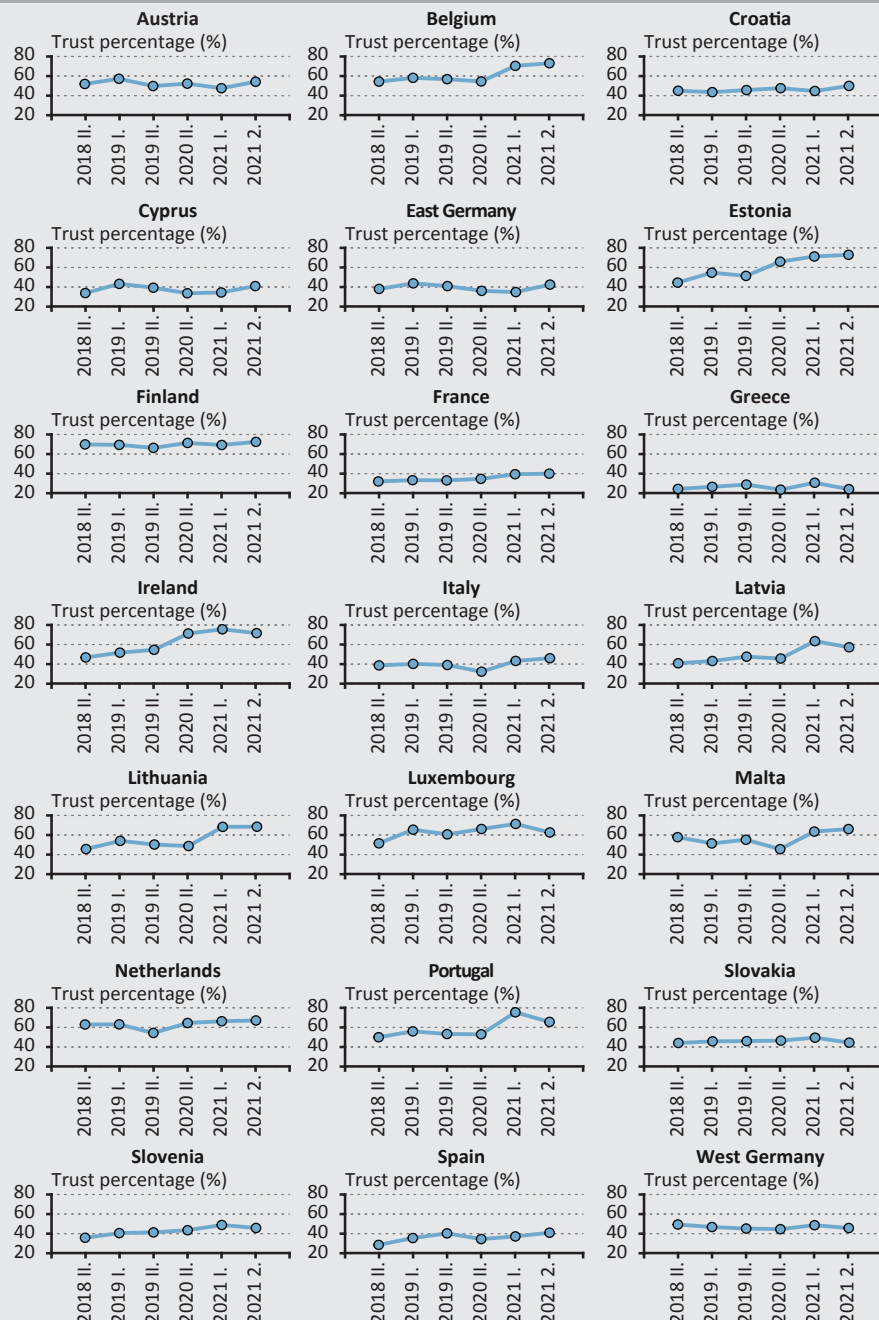 Austria
Trust percentage (%)
80
60
40
20
2018 II.
2019 I.
2019 II.
2020 II.
2021 I.
2021 2.
Belgium
Trust percentage (%)
80
60
40
20
2018 II.
2019 I.
2019 II.
2020 II.
2021 I.
2021 2.
Croatia
Trust percentage (%)
80
60
40
20
2018 II.
2019 I.
2019 II.
2020 II.
2021 I.
2021 2.
Cyprus
Trust percentage (%)
80
60
40
20
2018 II.
2019 I.
2019 II.
2020 II.
2021 I.
2021 2.
East Germany
Trust percentage (%)
80
60
40
20
2018 II.
2019 I.
2019 II.
2020 II.
2021 I.
2021 2.
Estonia
Trust percentage (%)
80
60
40
20
2018 II.
2019 I.
2019 II.
2020 II.
2021 I.
2021 2.
Finland
Trust percentage (%)
80
60
40
20
2018 II.
2019 I.
2019 II.
2020 II.
2021 I.
2021 2.
France
Trust percentage (%)
80
60
40
20
2018 II.
2019 I.
2019 II.
2020 II.
2021 I.
2021 2.
Greece
Trust percentage (%)
80
60
40
20
2018 II.
2019 I.
2019 II.
2020 II.
2021 I.
2021 2.
Ireland
Trust percentage (%)
80
60
40
20
2018 II.
2019 I.
2019 II.
2020 II.
2021 I.
2021 2.
Italy
Trust percentage (%)
80
60
40
20
2018 II.
2019 I.
2019 II.
2020 II.
2021 I.
2021 2.
Latvia
Trust percentage (%)
80
60
40
20
2018 II.
2019 I.
2019 II.
2020 II.
2021 I.
2021 2.
Lithuania
Trust percentage (%)
80
60
40
20
2018 II.
2019 I.
2019 II.
2020 II.
2021 I.
2021 2.
Luxembourg
Trust percentage (%)
80
60
40
20
2018 II.
2019 I.
2019 II.
2020 II.
2021 I.
2021 2.
Malta
Trust percentage (%)
80
60
40
20
2018 II.
2019 I.
2019 II.
2020 II.
2021 I.
2021 2.
Netherlands
Trust percentage (%)
80
60
40
20
2018 II.
2019 I.
2019 II.
2020 II.
2021 I.
2021 2.
Portugal
Trust percentage (%)
80
60
40
20
2018 II.
2019 I.
2019 II.
2020 II.
2021 I.
2021 2.
Slovakia
Trust percentage (%)
80
60
40
20
2018 II.
2019 I.
2019 II.
2020 II.
2021 I.
2021 2.
Slovenia
Trust percentage (%)
80
60
40
20
2018 II.
2019 I.
2019 II.
2020 II.
2021 I.
2021 2.
Spain
Trust percentage (%)
80
60
40
20
2018 II.
2019 I.
2019 II.
2020 II.
2021 I.
2021 2.
West Germany
Trust percentage (%)
80
60
40
20
2018 II.
2019 I.
2019 II.
2020 II.
2021 I.
2021 2.